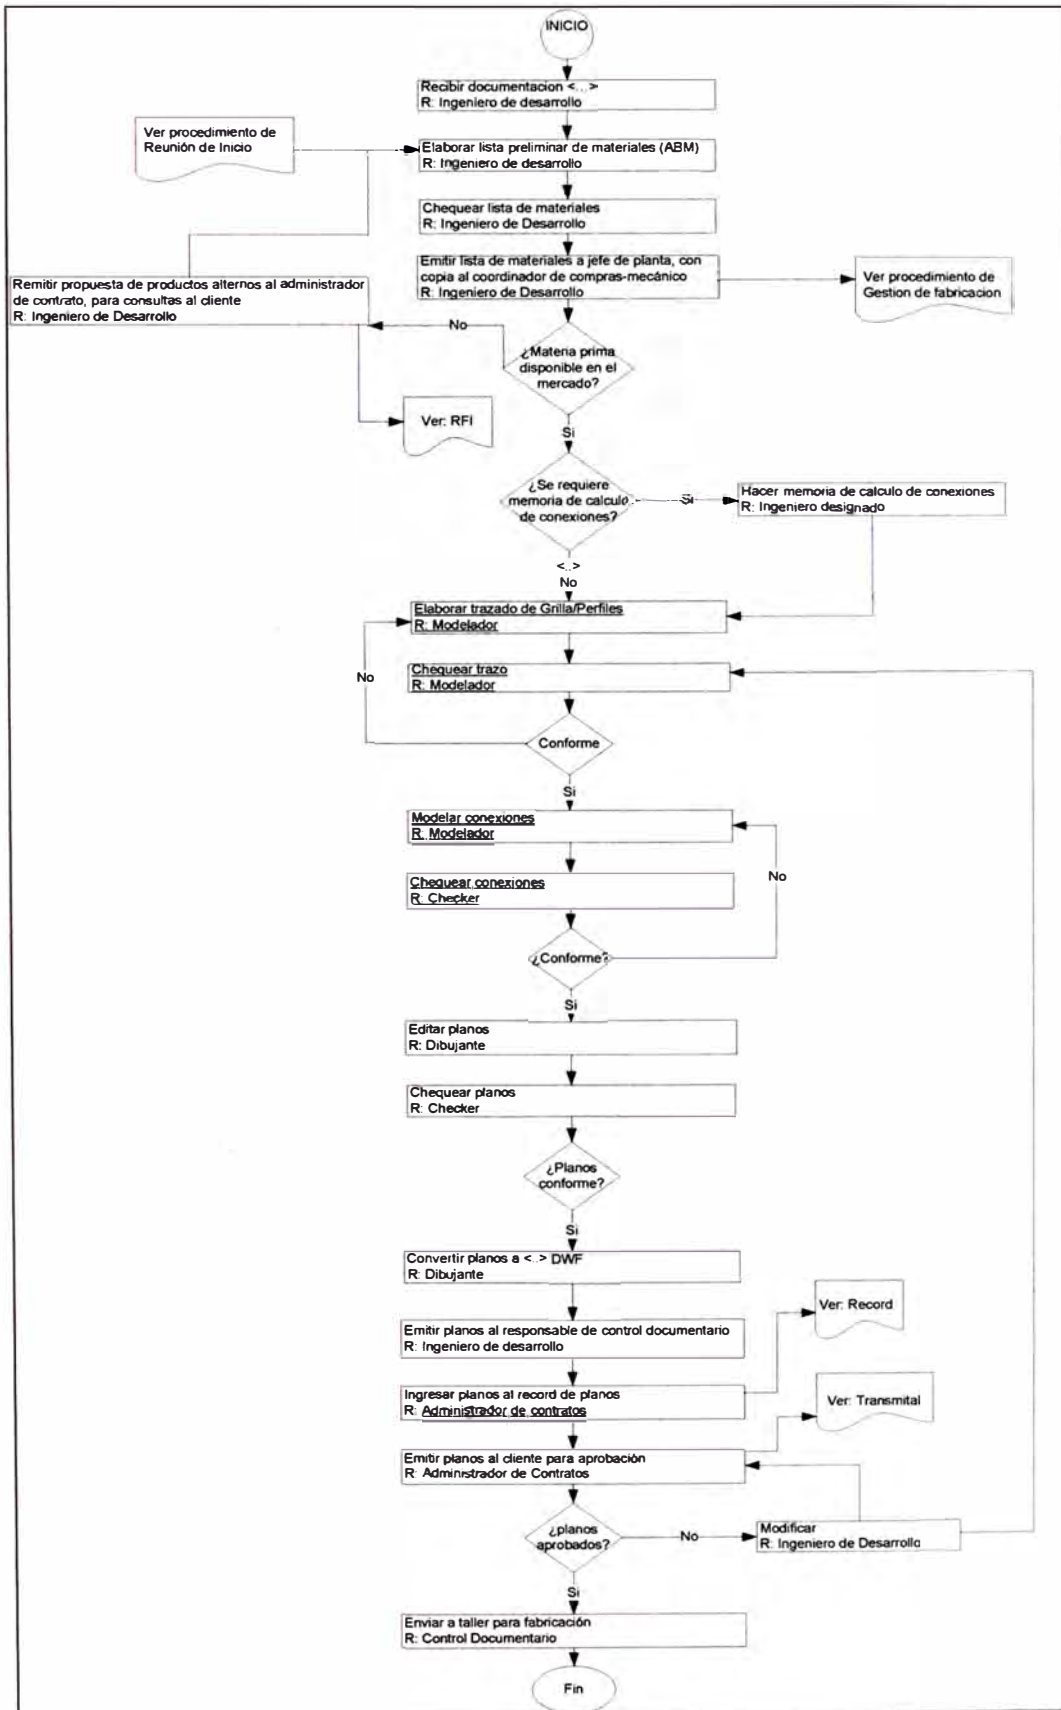 INICIO
Recibir documentacion <...>
R: Ingeniero de desarrollo
Ver procedimiento de
Reunión de Inicio
Elaborar lista preliminar de materiales (ABM)
R: Ingeniero de desarrollo
Chequear lista de materiales
R: Ingeniero de Desarrollo
Emitir lista de materiales a jefe de planta, con
copia al coordinador de compras-mecánico
R: Ingeniero de Desarrollo
Ver procedimiento de
Gestion de fabricacion
Remitir propuesta de productos alternos al administrador
de contrato, para consultas al cliente
R: Ingeniero de Desarrollo
No
¿Materia prima
disponible en el
mercado?
Ver: RFI
Si
¿Se requiere
memoria de calculo
de conexiones?
Si
Hacer memoria de calculo de conexiones
R: Ingeniero designado
<..>
No
Elaborar trazado de Grilla/Perfiles
R: Modelador
No
Chequear trazo
R: Modelador
Conforme
Si
Modelar conexiones
R: Modelador
No
Chequear conexiones
R: Checker
¿Conforme?
Si
Editar planos
R: Dibujante
Chequear planos
R: Checker
¿Planos
conforme?
Si
Convertir planos a <..> DWF
R: Dibujante
Ver: Record
Emitir planos al responsable de control documentario
R: Ingeniero de desarrollo
Ingresar planos al record de planos
R: Administrador de contratos
Ver: Transmital
Emitir planos al cliente para aprobación
R: Administrador de Contratos
¿planos
aprobados?
No
Modificar
R: Ingeniero de Desarrollo
Si
Enviar a taller para fabricación
R: Control Documentario
Fin